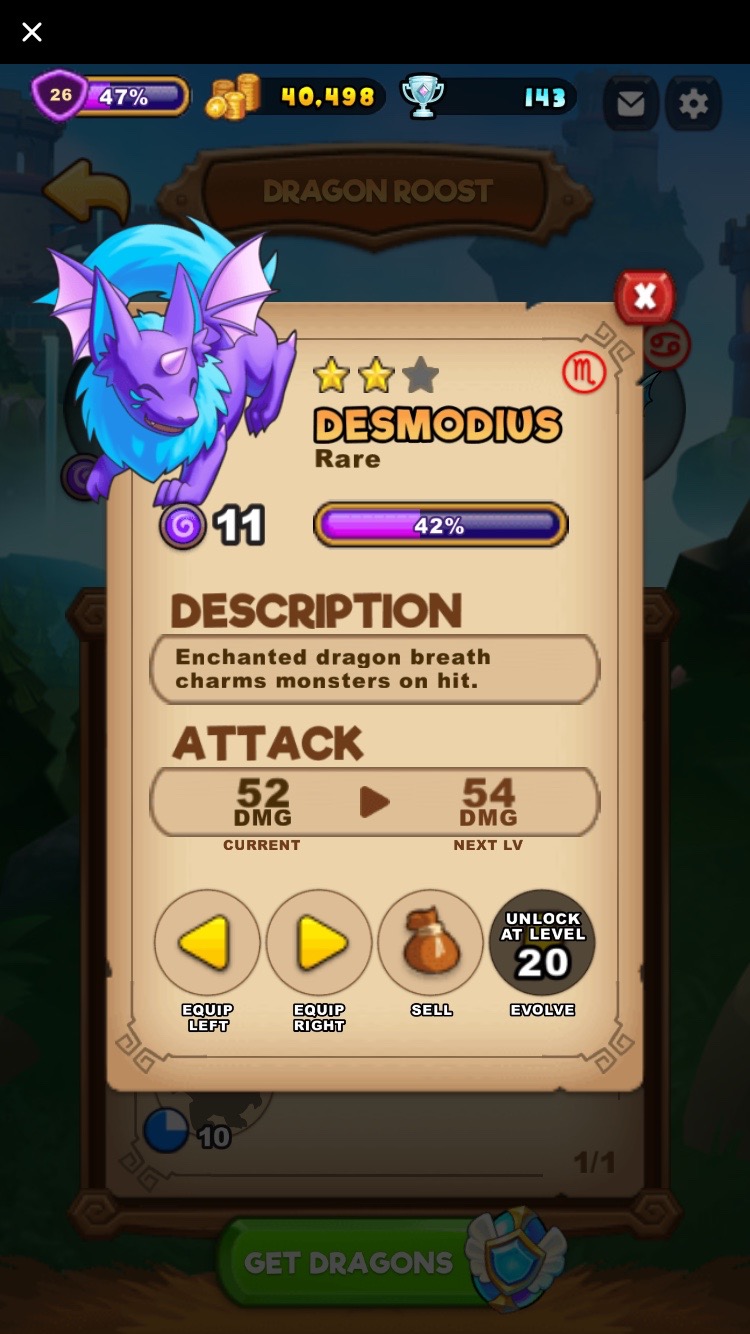 26
47%
40,498
143
DRAGON ROOST
X
DESMODIUS
Rare
11
42%
DESCRIPTION
Enchanted dragon breath
charms monsters on hit.
ATTACK
52
DMG
CURRENT
54
DMG
NEXT LV
EQUIP
LEFT
EQUIP
RIGHT
SELL
UNLOCK
AT LEVEL
20
EVOLVE
10
1/1
GET DRAGONS